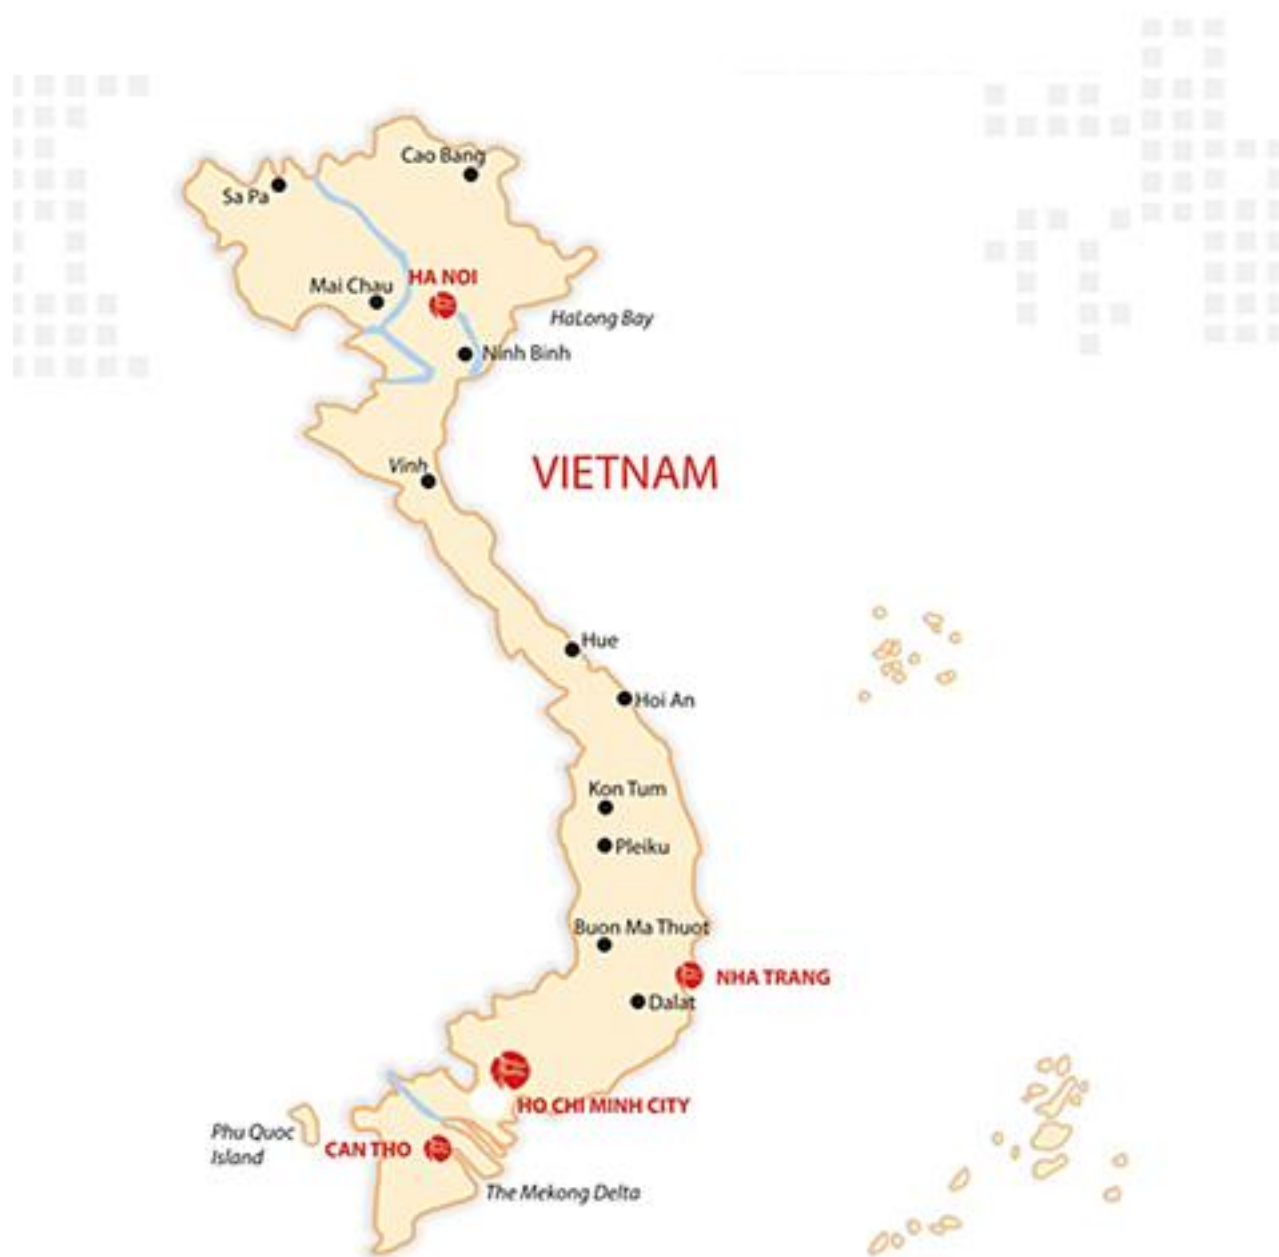 Cao Bang
Sa Pa
HA NOI
Mai Chau
HaLong Bay
Ninh Binh
VIETNAM
Vinh
Hue
Hoi An
Kon Tum
Pleiku
Buon Ma Thuot
NHA TRANG
Dalat
HO CHI MINH CITY
Phu Quoc
Island
CAN THO
The Mekong Delta